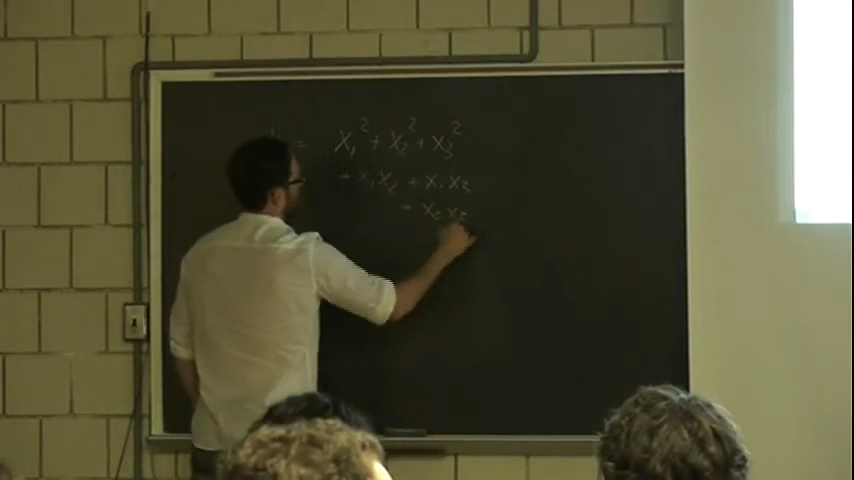 = x₁² + x₂² + x₃²
+ x₁x₂ + x₁x₃
+ x₂x₃